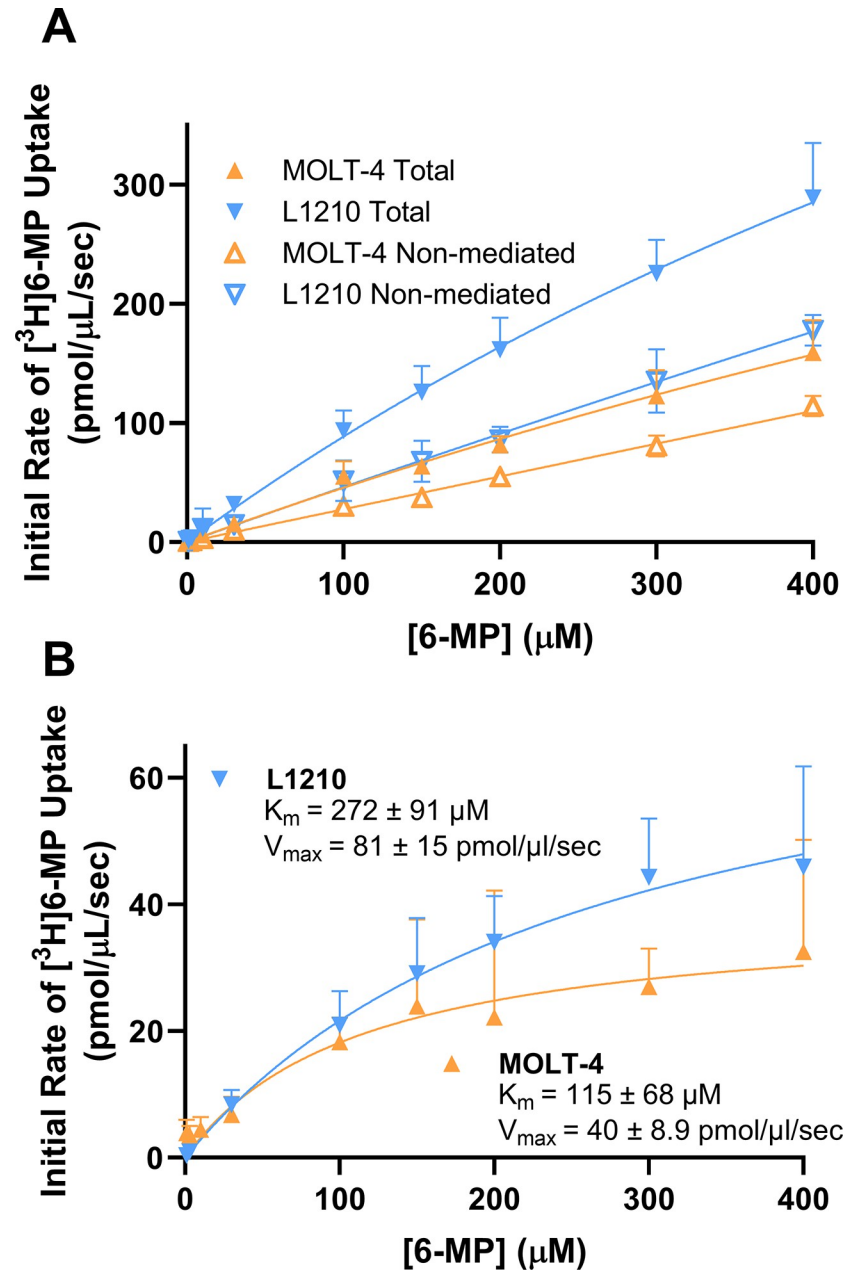 A
Initial Rate of [³H]6-MP Uptake
(pmol/μL/sec)
MOLT-4 Total
L1210 Total
MOLT-4 Non-mediated
L1210 Non-mediated
300
200
100
0
0 100 200 300 400
[6-MP] (μM)
B
Initial Rate of [³H]6-MP Uptake
(pmol/μL/sec)
L1210
Kₘ = 272 ± 91 μM
Vₘₐₓ = 81 ± 15 pmol/μl/sec
60
40
20
0
MOLT-4
Kₘ = 115 ± 68 μM
Vₘₐₓ = 40 ± 8.9 pmol/μl/sec
0 100 200 300 400
[6-MP] (μM)